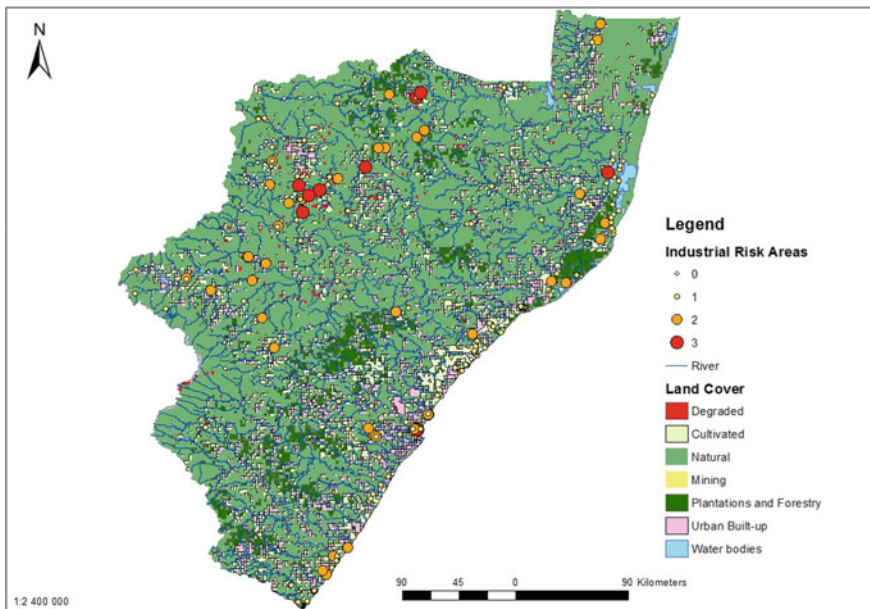 N
Legend
Industrial Risk Areas
0
1
2
3
River
Land Cover
Degraded
Cultivated
Natural
Mining
Plantations and Forestry
Urban Built-up
Water bodies
90 45 0 90 Kilometers
1:2 400 000